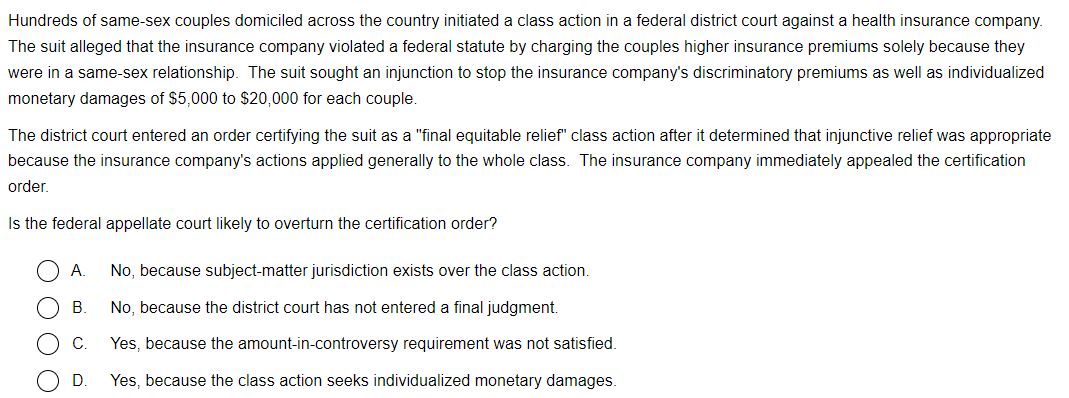 Hundreds of same-sex couples domiciled across the country initiated a class action in a federal district court against a health insurance company.
The suit alleged that the insurance company violated a federal statute by charging the couples higher insurance premiums solely because they
were in a same-sex relationship.  The suit sought an injunction to stop the insurance company's discriminatory premiums as well as individualized
monetary damages of $5,000 to $20,000 for each couple.
The district court entered an order certifying the suit as a "final equitable relief" class action after it determined that injunctive relief was appropriate
because the insurance company's actions applied generally to the whole class.  The insurance company immediately appealed the certification
order.
Is the federal appellate court likely to overturn the certification order?
A. No, because subject-matter jurisdiction exists over the class action.
B. No, because the district court has not entered a final judgment.
C. Yes, because the amount-in-controversy requirement was not satisfied.
D. Yes, because the class action seeks individualized monetary damages.